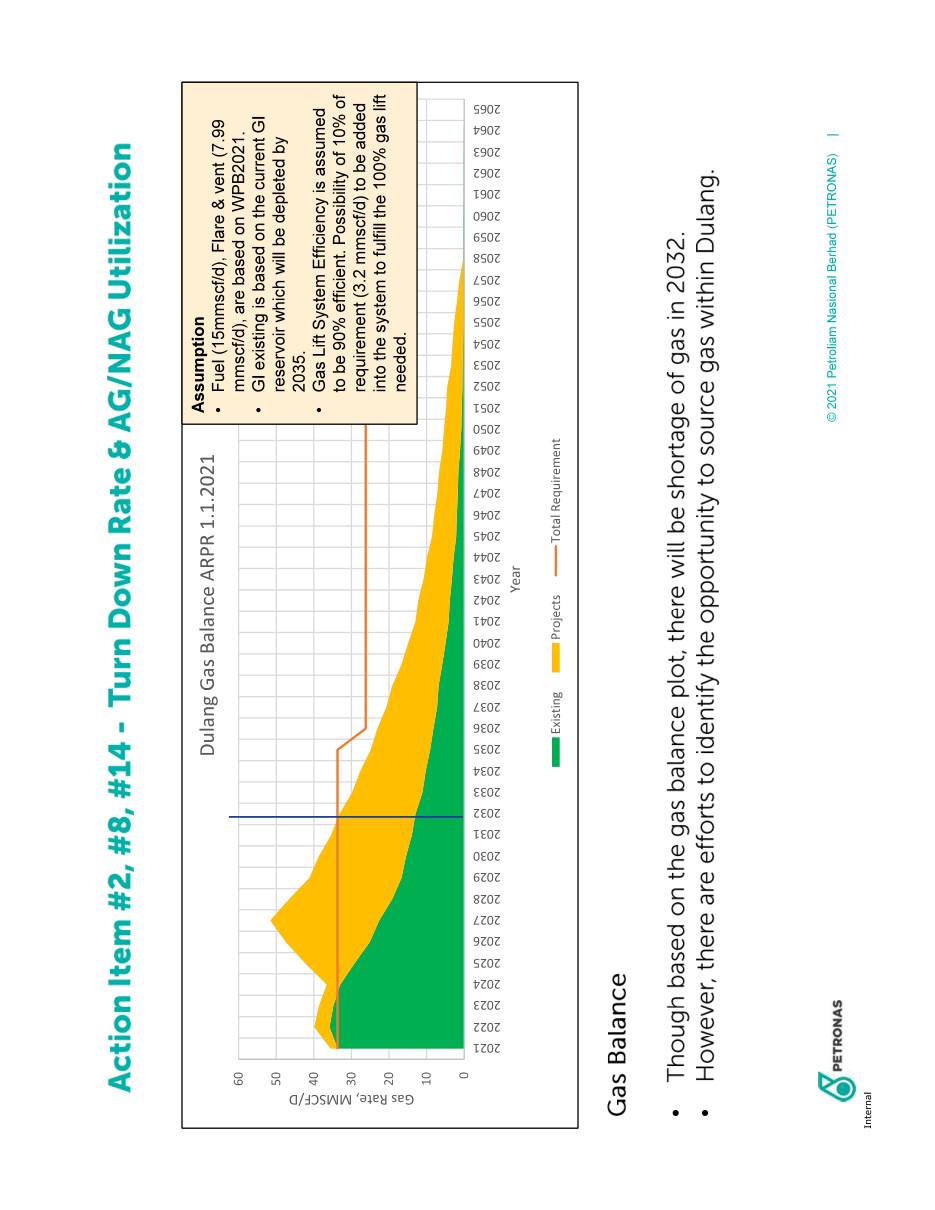 Action Item #2, #8, #14 - Turn Down Rate & AG/NAG Utilization
Dulang Gas Balance ARPR 1.1.2021
Assumption
• Fuel (15mmscf/d), Flare & vent (7.99
mmscf/d), are based on WPB2021.
• GI existing is based on the current GI
reservoir which will be depleted by
2035.
• Gas Lift System Efficiency is assumed
to be 90% efficient. Possibility of 10% of
requirement (3.2 mmscf/d) to be added
into the system to fulfill the 100% gas lift
needed.
Gas Rate, MMSCF/D
60
50
40
30
20
10
0
2021 2022 2023 2024 2025 2026 2027 2028 2029 2030 2031 2032 2033 2034 2035 2036 2037 2038 2039 2040 2041 2042 2043 2044 2045 2046 2047 2048 2049 2050 2051 2052 2053 2054 2055 2056 2057 2058 2059 2060 2061 2062 2063 2064 2065
Year
Existing Projects Total Requirement
Gas Balance
• Though based on the gas balance plot, there will be shortage of gas in 2032.
• However, there are efforts to identify the opportunity to source gas within Dulang.
PETRONAS
© 2021 Petroliam Nasional Berhad (PETRONAS) |
Internal